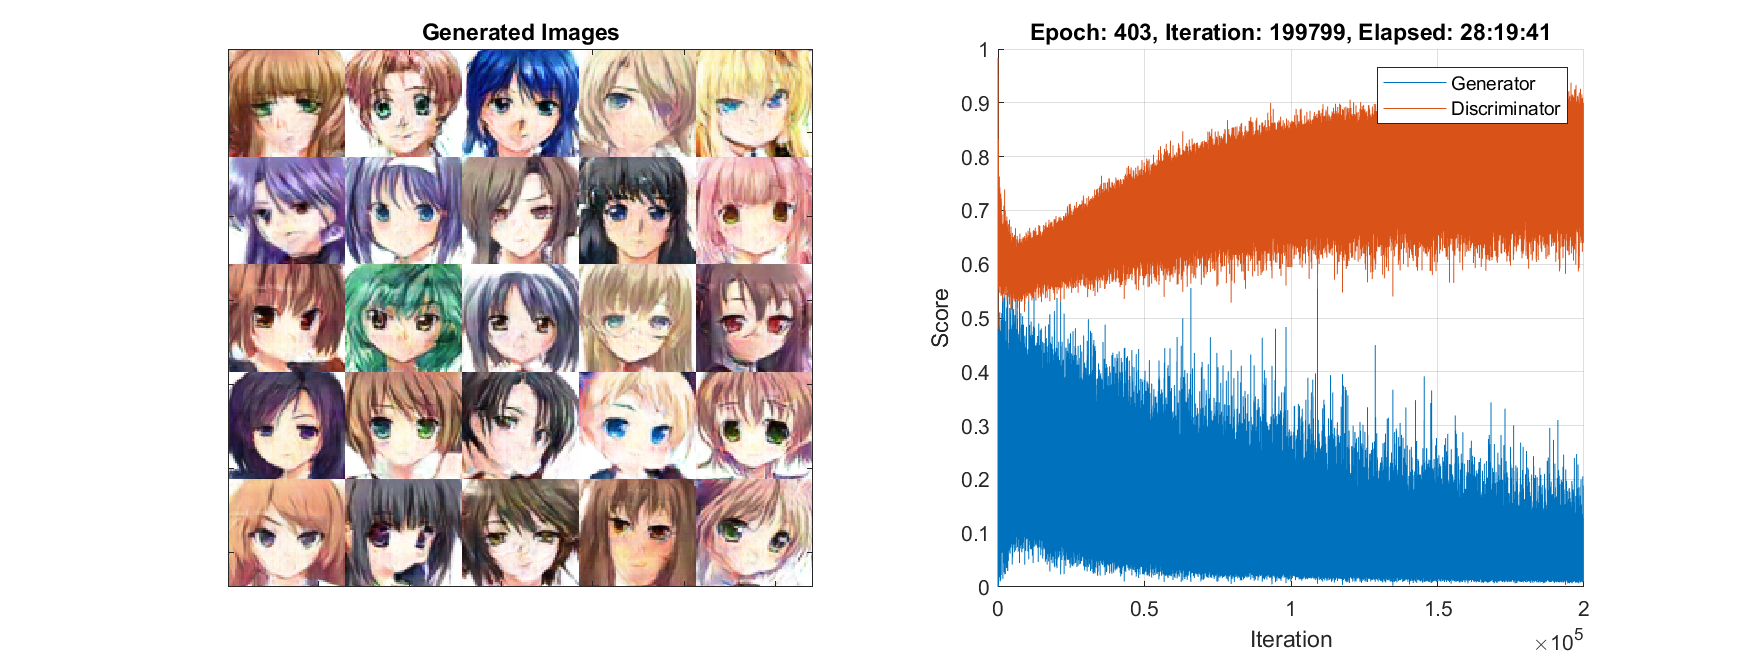 Generated Images
Epoch: 403, Iteration: 199799, Elapsed: 28:19:41
1
Generator
Discriminator
0.9
0.8
0.7
0.6
0.5
0.4
0.3
0.2
0.1
0
Score
0 0.5 1 1.5 2
Iteration
×10⁵